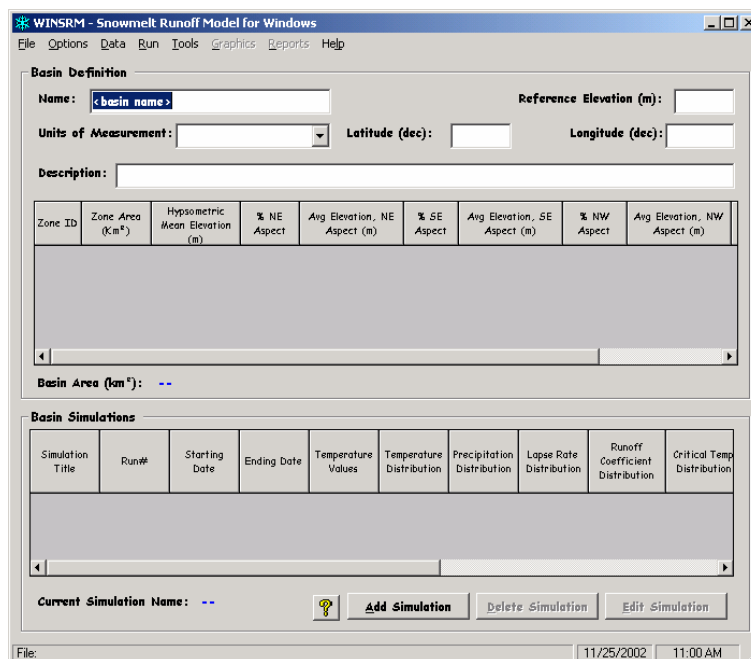 WINSRM - Snowmelt Runoff Model for Windows
File Options Data Run Tools Graphics Reports Help
Basin Definition
Name: <basin name> Reference Elevation (m):
Units of Measurement: Latitude (dec): Longitude (dec):
Description:
Zone ID
Zone Area
(Km²)
Hypsometric
Mean Elevation
(m)
% NE
Aspect
Avg Elevation, NE
Aspect (m)
% SE
Aspect
Avg Elevation, SE
Aspect (m)
% NW
Aspect
Avg Elevation, NW
Aspect (m)
Basin Area (km²): --
Basin Simulations
Simulation
Title
Run#
Starting
Date
Ending Date
Temperature
Values
Temperature
Distribution
Precipitation
Distribution
Lapse Rate
Distribution
Runoff
Coefficient
Distribution
Critical Temp
Distribution
Current Simulation Name: -- ? Add Simulation Delete Simulation Edit Simulation
File: 11/25/2002 11:00 AM